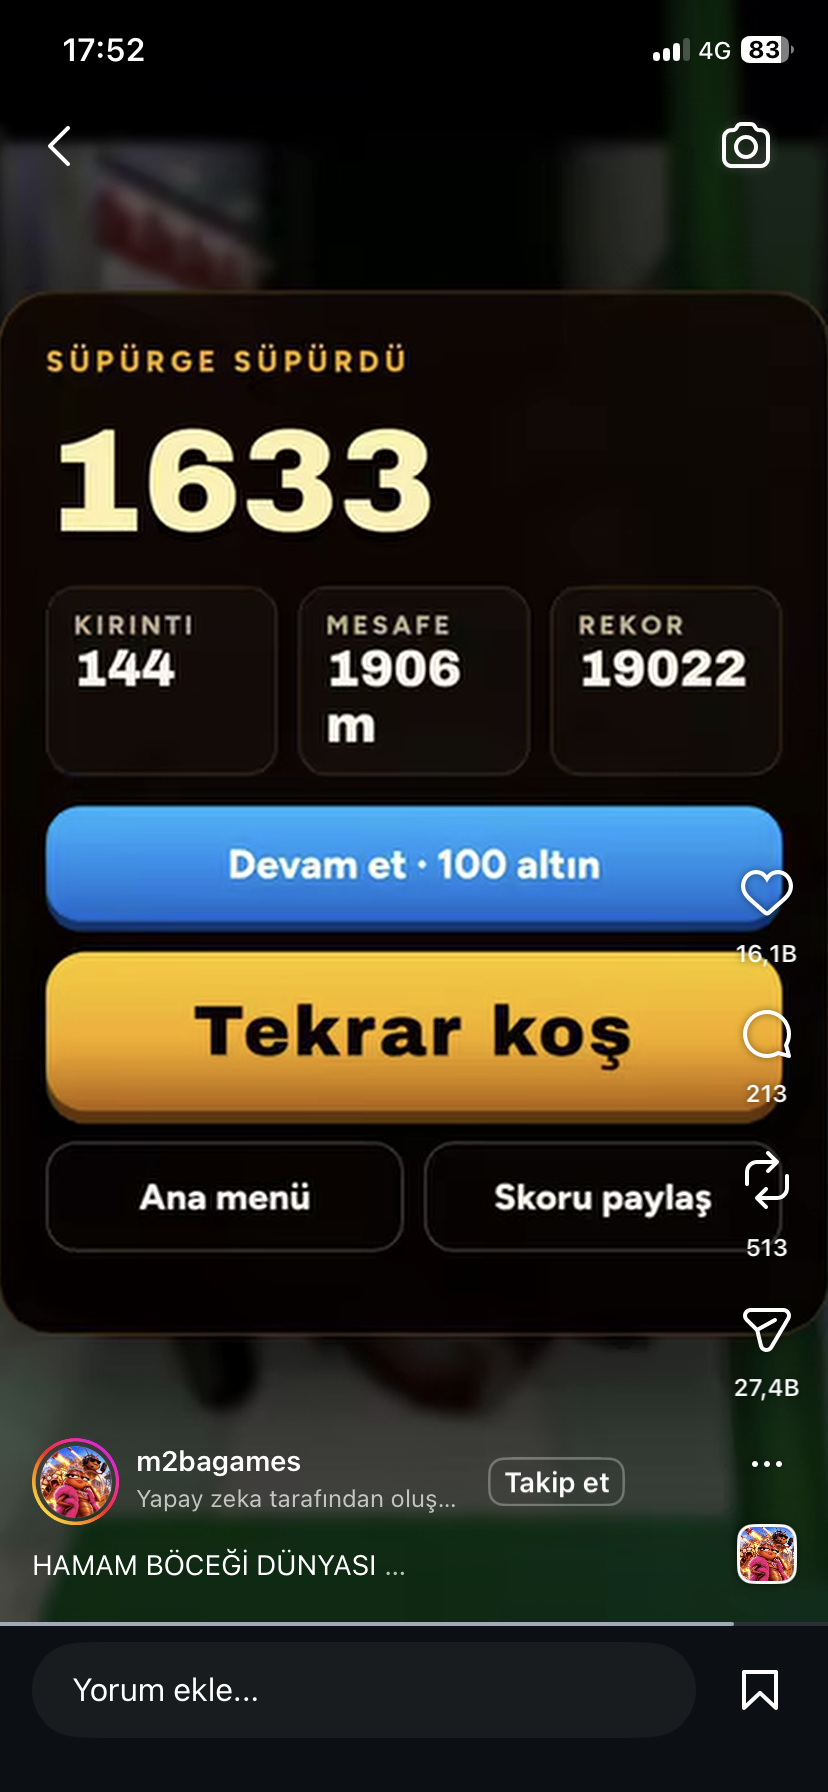 17:52
4G 83
SÜPÜRGE SÜPÜRDÜ
1633
KIRINTI
144
MESAFE
1906
m
REKOR
19022
Devam et · 100 altın
16,1B
Tekrar koş
213
Ana menü
Skoru paylaş
513
27,4B
m2bagames
Yapay zeka tarafından oluş...
Takip et
HAMAM BÖCEĞİ DÜNYASI ...
Yorum ekle...